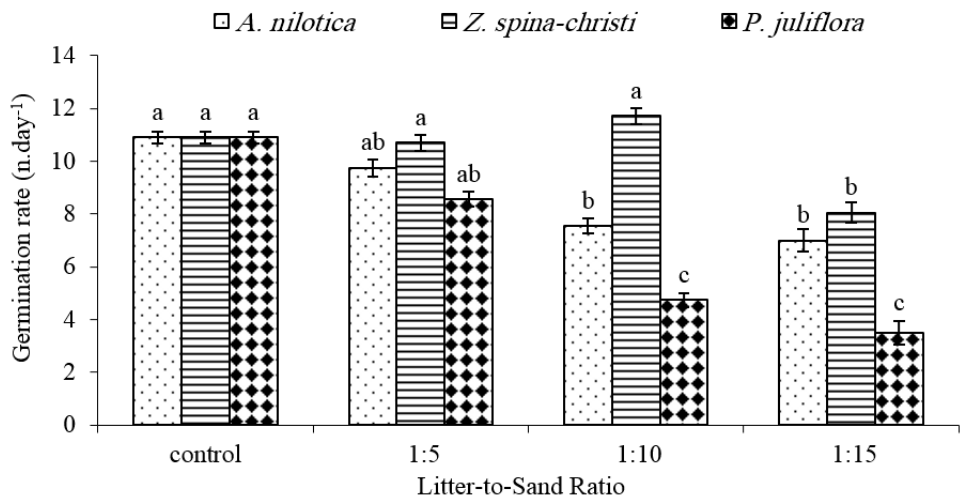 A. nilotica Z. spina-christi P. juliflora
Germination rate (n.day-1)
14
12
10
8
6
4
2
0
a a a
ab a ab
b a c
b b c
control 1:5 1:10 1:15
Litter-to-Sand Ratio